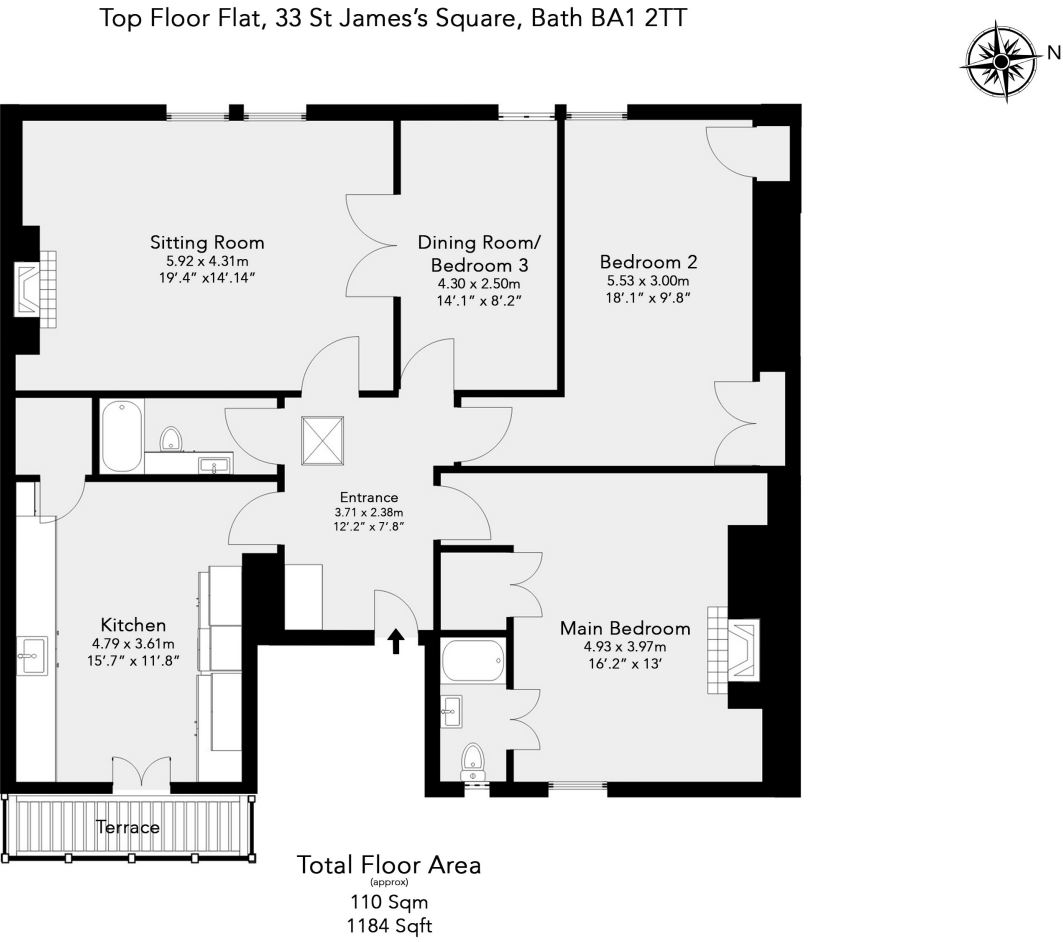 Top Floor Flat, 33 St James’s Square, Bath BA1 2TT
N
Sitting Room
5.92 x 4.31m
19’.4” x14’.14”
Dining Room/
Bedroom 3
4.30 x 2.50m
14’.1” x 8’.2”
Bedroom 2
5.53 x 3.00m
18’.1” x 9’.8”
Entrance
3.71 x 2.38m
12’.2” x 7’.8”
Kitchen
4.79 x 3.61m
15’.7” x 11’.8”
Main Bedroom
4.93 x 3.97m
16’.2” x 13’
Terrace
Total Floor Area
(approx)
110 Sqm
1184 Sqft